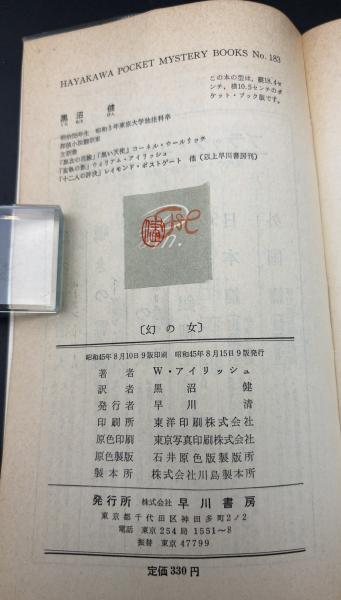 HAYAKAWA POCKET MYSTERY BOOKS No. 183
この本の型は、縦18.4セ
ンチ、横10.5センチのポ
ケット・ブック版です。
黒沼 健
くろ ぬま けん
昭和3年東京大学独法科卒
探偵小説翻訳家
主訳書
『黒衣の花嫁』『黒い天使』コーネル・ウールリッチ
ウィリアム・アイリッシュ
『十二人の評決』レイモンド・ポストゲート 他（以上早川書房刊）
〔幻の女〕
昭和45年8月10日9版印刷 昭和45年8月15日9版発行
著者 W・アイリッシュ
訳者 黒沼 健
発行者 早川 清
印刷所 東洋印刷株式会社
原色印刷 東京写真印刷株式会社
原色製版 石井原色版製版所
製本所 株式会社川島製本所
発行所 株式会社 早川書房
東京都千代田区神田多町2ノ2
電話 東京 254局 1551～8
振替 東京 47799
定価 330円